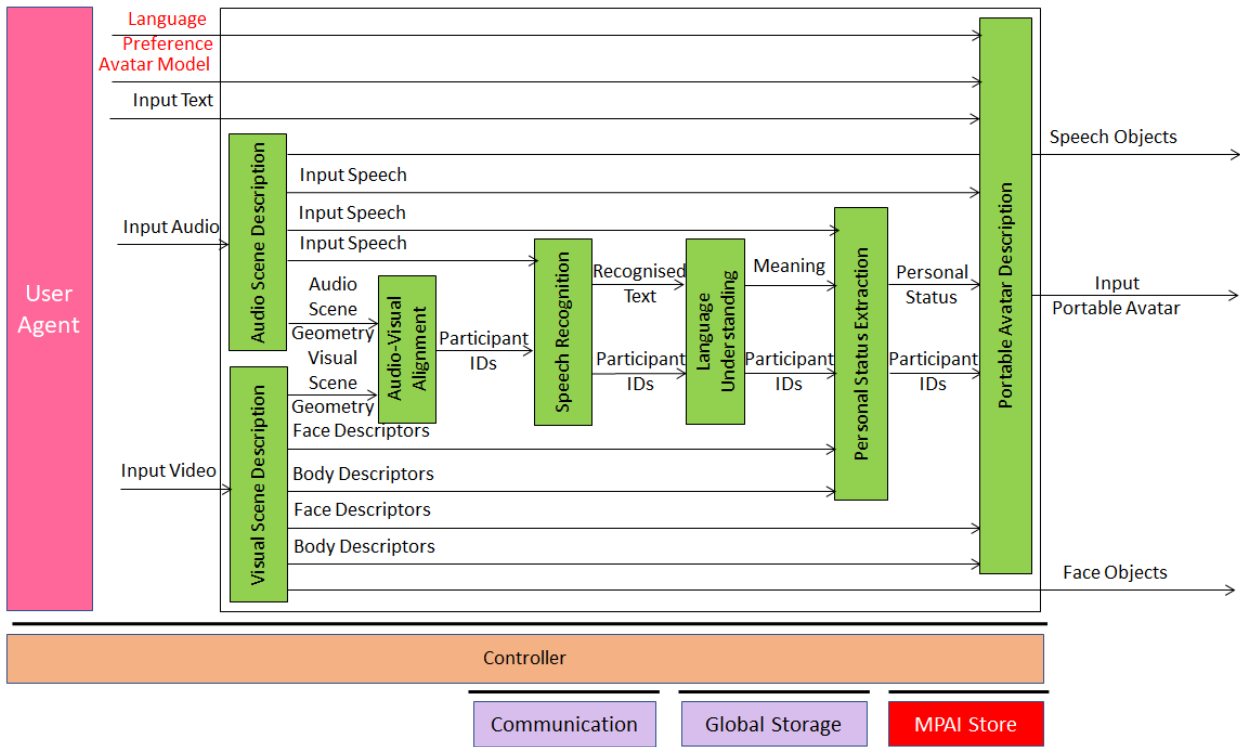 Language
Preference
Avatar Model
Input Text
Speech Objects
Input Speech
Input Speech
Input Audio
Input Speech
Audio
Scene
Geometry
Visual
Scene
Geometry
Recognised
Text
Meaning
Personal
Status
Input
Portable Avatar
Participant
IDs
Participant
IDs
Participant
IDs
Participant
IDs
User
Agent
Audio Scene Description
Audio-Visual
Alignment
Speech Recognition
Language
Understanding
Personal Status Extraction
Portable Avatar Description
Visual Scene Description
Face Descriptors
Input Video
Body Descriptors
Face Descriptors
Body Descriptors
Face Objects
Controller
Communication
Global Storage
MPAI Store